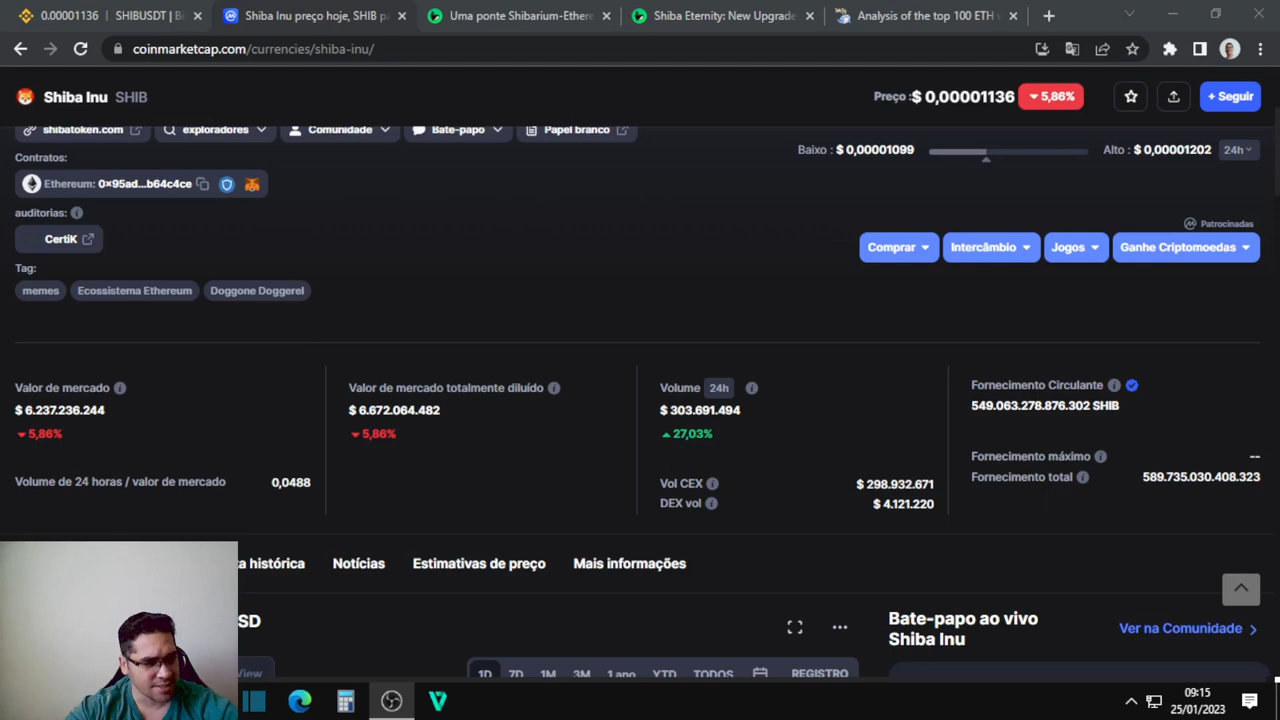 0.00001136 | SHIBUSDT | Bi
Shiba Inu preço hoje, SHIB pa
Uma ponte Shibarium-Ethere
Shiba Eternity: New Upgrade
Analysis of the top 100 ETH w
coinmarketcap.com/currencies/shiba-inu/
Shiba Inu SHIB
Preço: $ 0,00001136 5,86%
+ Seguir
shibatoken.com exploradores Comunidade Bate-papo Papel branco
Baixo : $ 0,00001099 Alto : $ 0,00001202 24h
Contratos:
Ethereum: 0x95ad...b64c4ce
auditorias:
Patrocinadas
CertiK
Comprar Intercâmbio Jogos Ganhe Criptomoedas
Tag:
memes Ecossistema Ethereum Doggone Doggerel
Valor de mercado
$ 6.237.236.244
5,86%
Volume de 24 horas / valor de mercado 0,0488
Valor de mercado totalmente diluído
$ 6.672.064.482
5,86%
Volume 24h
$ 303.691.494
27,03%
Vol CEX $ 298.932.671
DEX vol $ 4.121.220
Fornecimento Circulante
549.063.278.876.302 SHIB
Fornecimento máximo --
Fornecimento total 589.735.030.408.323
histórica Notícias Estimativas de preço Mais informações
SD
Bate-papo ao vivo
Shiba Inu
Ver na Comunidade
View
1D 7D 1M 3M 1 ano YTD TODOS REGISTRO
09:15
25/01/2023